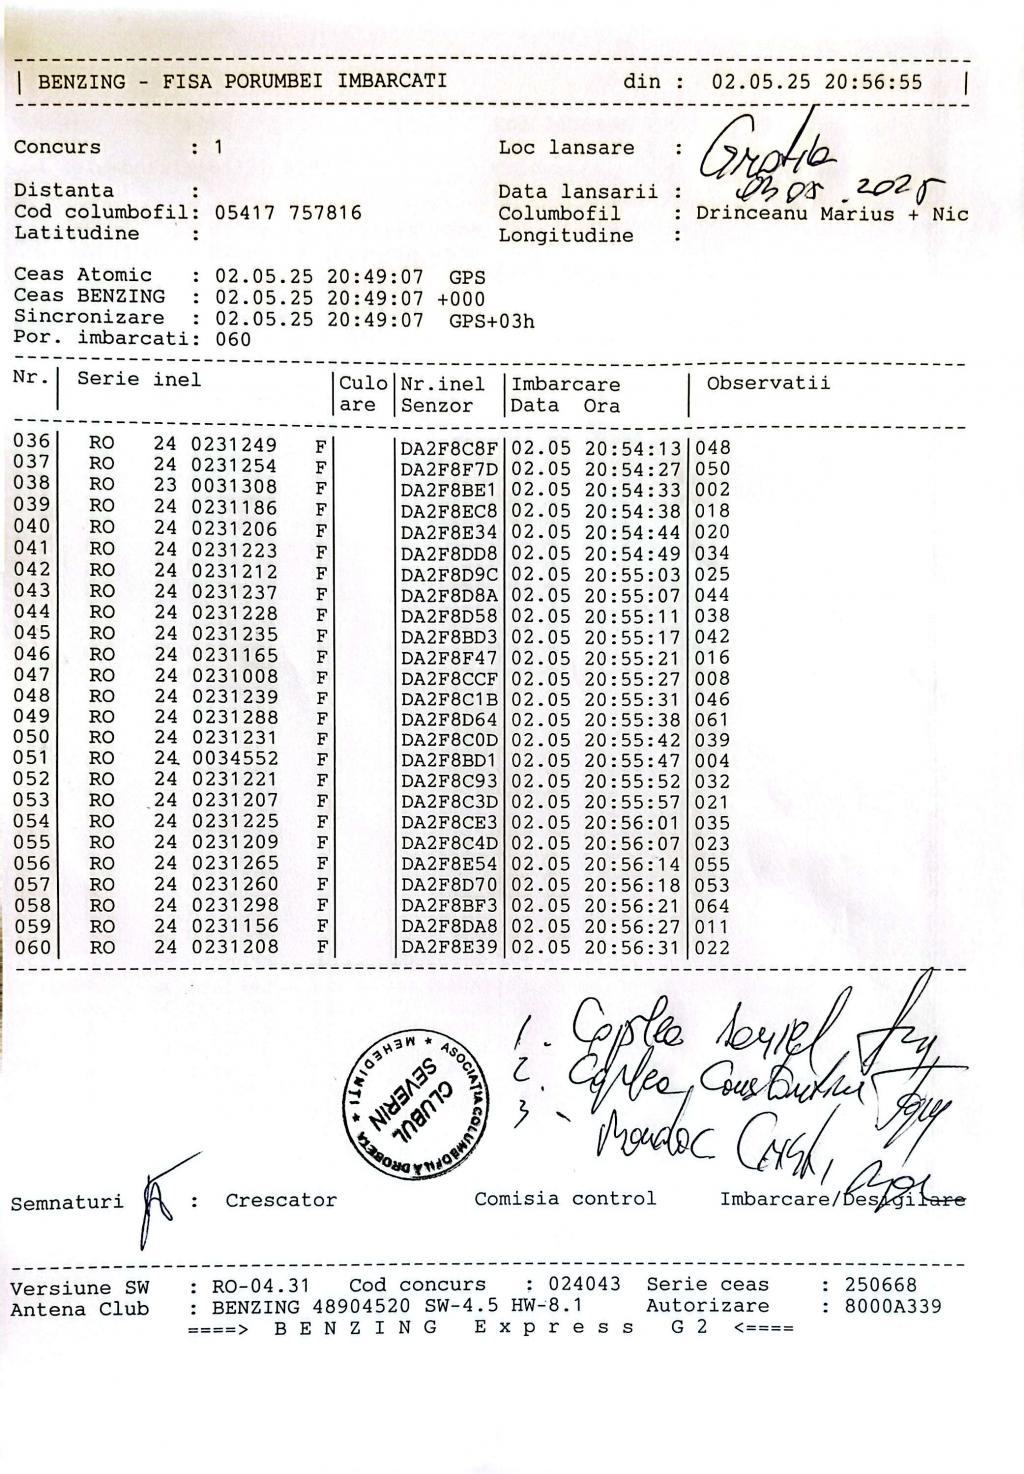 BENZING - FISA PORUMBEI IMBARCATI din : 02.05.25 20:56:55
Concurs : 1 Loc lansare :
Distanta : Data lansarii : 2025
Cod columbofil: 05417 757816 Columbofil : Drinceanu Marius + Nic
Latitudine : Longitudine :
Ceas Atomic : 02.05.25 20:49:07 GPS
Ceas BENZING : 02.05.25 20:49:07 +000
Sincronizare : 02.05.25 20:49:07 GPS+03h
Por. imbarcati: 060
Nr. Serie inel Culo Nr.inel Imbarcare Observatii
are Senzor Data Ora
036 RO 24 0231249 F DA2F8C8F 02.05 20:54:13 048
037 RO 24 0231254 F DA2F8F7D 02.05 20:54:27 050
038 RO 23 0031308 F DA2F8BE1 02.05 20:54:33 002
039 RO 24 0231186 F DA2F8EC8 02.05 20:54:38 018
040 RO 24 0231206 F DA2F8E34 02.05 20:54:44 020
041 RO 24 0231223 F DA2F8DD8 02.05 20:54:49 034
042 RO 24 0231212 F DA2F8D9C 02.05 20:55:03 025
043 RO 24 0231237 F DA2F8D8A 02.05 20:55:07 044
044 RO 24 0231228 F DA2F8D58 02.05 20:55:11 038
045 RO 24 0231235 F DA2F8BD3 02.05 20:55:17 042
046 RO 24 0231165 F DA2F8F47 02.05 20:55:21 016
047 RO 24 0231008 F DA2F8CCF 02.05 20:55:27 008
048 RO 24 0231239 F DA2F8C1B 02.05 20:55:31 046
049 RO 24 0231288 F DA2F8D64 02.05 20:55:38 061
050 RO 24 0231231 F DA2F8C0D 02.05 20:55:42 039
051 RO 24 0034552 F DA2F8BD1 02.05 20:55:47 004
052 RO 24 0231221 F DA2F8C93 02.05 20:55:52 032
053 RO 24 0231207 F DA2F8C3D 02.05 20:55:57 021
054 RO 24 0231225 F DA2F8CE3 02.05 20:56:01 035
055 RO 24 0231209 F DA2F8C4D 02.05 20:56:07 023
056 RO 24 0231265 F DA2F8E54 02.05 20:56:14 055
057 RO 24 0231260 F DA2F8D70 02.05 20:56:18 053
058 RO 24 0231298 F DA2F8BF3 02.05 20:56:21 064
059 RO 24 0231156 F DA2F8DA8 02.05 20:56:27 011
060 RO 24 0231208 F DA2F8E39 02.05 20:56:31 022
ASOCIATIA COLUMBOFILĂ DROBETA * MEHEDINTI *
CLUBUL
SEVERIN
1.
2. Constantin
3
Semnaturi : Crescator Comisia control Imbarcare/Desigilare
Versiune SW : RO-04.31 Cod concurs : 024043 Serie ceas : 250668
Antena Club : BENZING 48904520 SW-4.5 HW-8.1 Autorizare : 8000A339
====> B E N Z I N G E x p r e s s G 2 <====